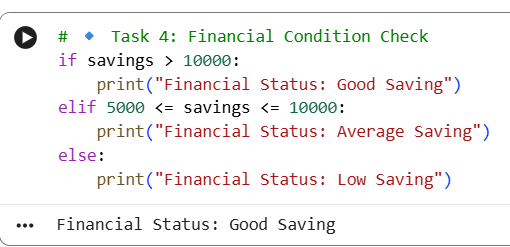 # 🔹 Task 4: Financial Condition Check
if savings > 10000:
    print("Financial Status: Good Saving")
elif 5000 <= savings <= 10000:
    print("Financial Status: Average Saving")
else:
    print("Financial Status: Low Saving")
Financial Status: Good Saving